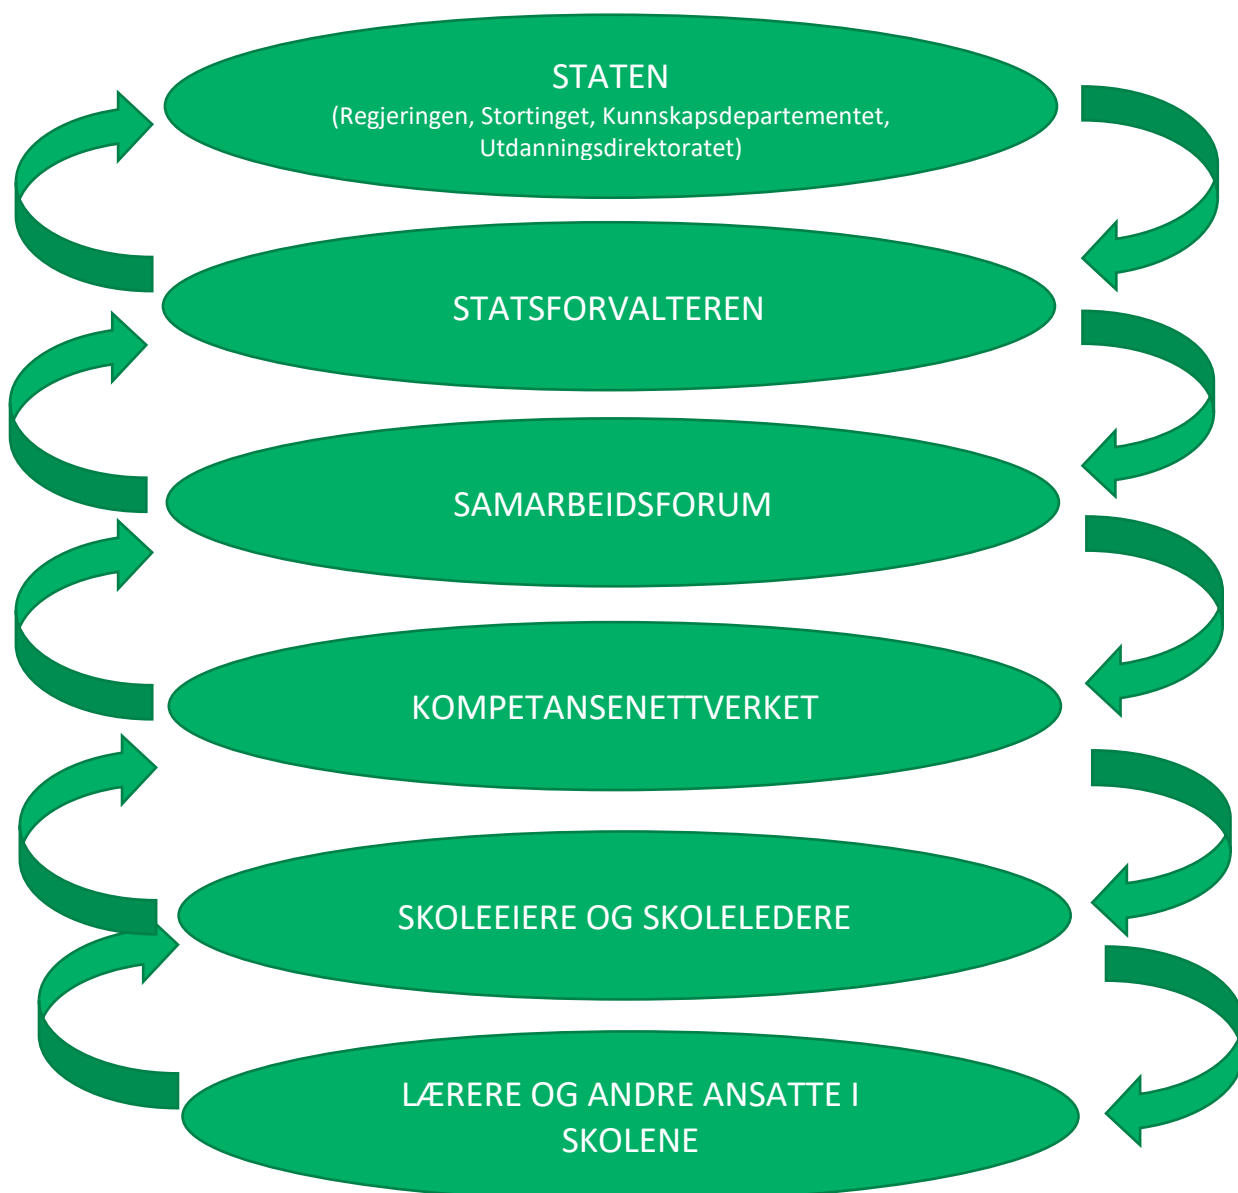 STATEN
(Regjeringen, Stortinget, Kunnskapsdepartementet,
Utdanningsdirektoratet)
STATSFORVALTEREN
SAMARBEIDSFORUM
KOMPETANSENETTVERKET
SKOLEEIERE OG SKOLELEDERE
LÆRERE OG ANDRE ANSATTE I
SKOLENE